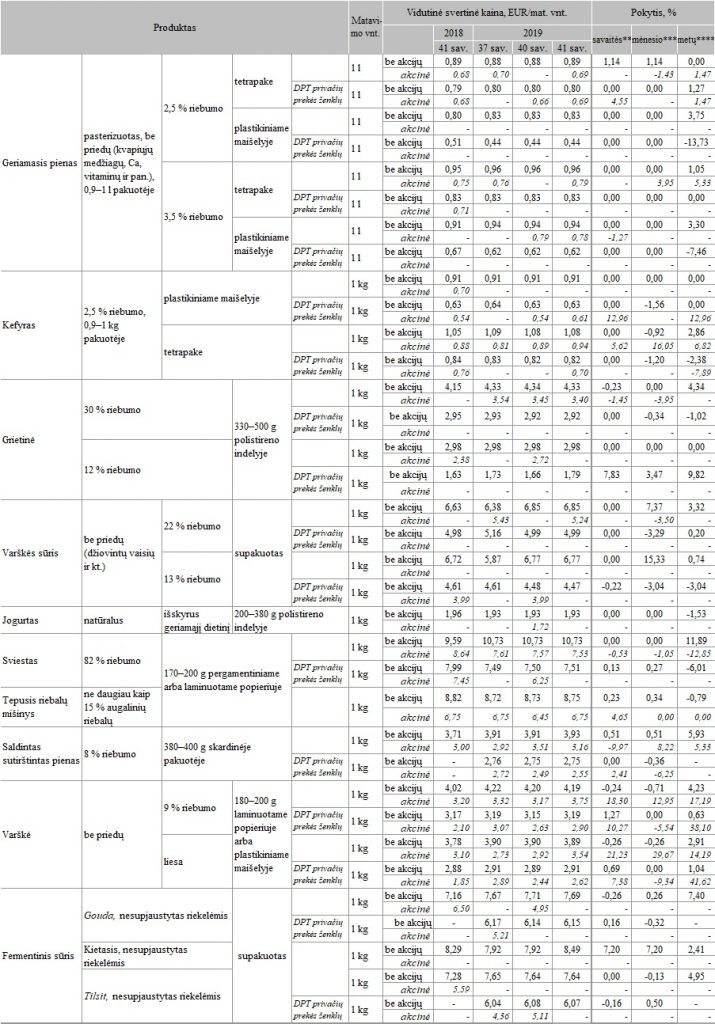 Produktas Matavi- Vidutinė svertinė kaina, EUR/mat. vnt. Pokytis, %
mo vnt. 2018 2019 savaitės** mėnesio*** metų****
41 sav. 37 sav. 40 sav. 41 sav.
Geriamasis pienas pasterizuotas, be priedų (kvapiųjų medžiagų, Ca, vitaminų ir pan.), 0,9–1 l pakuotėje
2,5 % riebumo tetrapake 1 l be akcijų 0,89 0,88 0,88 0,89 1,14 1,14 0,00
akcinė 0,68 0,70 - 0,69 - -1,43 1,47
DPT privačių prekės ženklų 1 l be akcijų 0,79 0,80 0,80 0,80 0,00 0,00 1,27
akcinė 0,68 - 0,66 0,69 4,55 - 1,47
plastikiniame maišelyje 1 l be akcijų 0,80 0,83 0,83 0,83 0,00 0,00 3,75
akcinė - - - - - - -
DPT privačių prekės ženklų 1 l be akcijų 0,51 0,44 0,44 0,44 0,00 0,00 -13,73
akcinė - - - - - - -
3,5 % riebumo tetrapake 1 l be akcijų 0,95 0,96 0,96 0,96 0,00 0,00 1,05
akcinė 0,75 0,76 - 0,79 - 3,95 5,33
DPT privačių prekės ženklų 1 l be akcijų 0,83 0,83 0,83 0,83 0,00 0,00 0,00
akcinė 0,71 - - - - - -
plastikiniame maišelyje 1 l be akcijų 0,91 0,94 0,94 0,94 0,00 0,00 3,30
akcinė - - 0,79 0,78 -1,27 - -
DPT privačių prekės ženklų 1 l be akcijų 0,67 0,62 0,62 0,62 0,00 0,00 -7,46
akcinė - - - - - - -
Kefyras 2,5 % riebumo, 0,9–1 kg pakuotėje
plastikiniame maišelyje 1 kg be akcijų 0,91 0,91 0,91 0,91 0,00 0,00 0,00
akcinė 0,70 - - - - - -
DPT privačių prekės ženklų 1 kg be akcijų 0,63 0,64 0,63 0,63 0,00 -1,56 0,00
akcinė 0,54 - 0,54 0,61 12,96 - 12,96
tetrapake 1 kg be akcijų 1,05 1,09 1,08 1,08 0,00 -0,92 2,86
akcinė 0,88 0,81 0,89 0,94 5,62 16,05 6,82
DPT privačių prekės ženklų 1 kg be akcijų 0,84 0,83 0,82 0,82 0,00 -1,20 -2,38
akcinė 0,76 - - 0,70 - - -7,89
Grietinė 330–500 g polistireno indelyje
30 % riebumo 1 kg be akcijų 4,15 4,33 4,34 4,33 -0,23 0,00 4,34
akcinė - 3,54 3,45 3,40 -1,45 -3,95 -
DPT privačių prekės ženklų 1 kg be akcijų 2,95 2,93 2,92 2,92 0,00 -0,34 -1,02
akcinė - - - - - - -
12 % riebumo 1 kg be akcijų 2,98 2,98 2,98 2,98 0,00 0,00 0,00
akcinė 2,38 - 2,72 - - - -
DPT privačių prekės ženklų 1 kg be akcijų 1,63 1,73 1,66 1,79 7,83 3,47 9,82
akcinė - - - - - - -
Varškės sūris be priedų (džiovintų vaisių ir kt.) supakuotas
22 % riebumo 1 kg be akcijų 6,63 6,38 6,85 6,85 0,00 7,37 3,32
akcinė - 5,43 - 5,24 - -3,50 -
DPT privačių prekės ženklų 1 kg be akcijų 4,98 5,16 4,99 4,99 0,00 -3,29 0,20
akcinė - - - - - - -
13 % riebumo 1 kg be akcijų 6,72 5,87 6,77 6,77 0,00 15,33 0,74
akcinė - - - - - - -
DPT privačių prekės ženklų 1 kg be akcijų 4,61 4,61 4,48 4,47 -0,22 -3,04 -3,04
akcinė 3,99 - 3,99 - - - -
Jogurtas natūralus išskyrus geriamąjį dietinį 200–380 g polistireno indelyje 1 kg be akcijų 1,96 1,93 1,93 1,93 0,00 0,00 -1,53
akcinė - - 1,72 - - - -
Sviestas 82 % riebumo 170–200 g pergamentiniame arba laminuotame popieriuje 1 kg be akcijų 9,59 10,73 10,73 10,73 0,00 0,00 11,89
akcinė 8,64 7,61 7,57 7,53 -0,53 -1,05 -12,85
DPT privačių prekės ženklų 1 kg be akcijų 7,99 7,49 7,50 7,51 0,13 0,27 -6,01
akcinė 7,45 - 6,25 - - - -
Tepusis riebalų mišinys ne daugiau kaip 15 % augalinių riebalų 1 kg be akcijų 8,82 8,72 8,73 8,75 0,23 0,34 -0,79
akcinė 6,75 6,75 6,45 6,75 4,65 0,00 0,00
Saldintas sutirštintas pienas 8 % riebumo 380–400 g skardinėje pakuotėje 1 kg be akcijų 3,71 3,91 3,91 3,93 0,51 0,51 5,93
akcinė 3,00 2,92 3,51 3,16 -9,97 8,22 5,33
DPT privačių prekės ženklų 1 kg be akcijų - 2,76 2,75 2,75 0,00 -0,36 -
akcinė - 2,72 2,49 2,55 2,41 -6,25 -
Varškė be priedų 180–200 g laminuotame popieriuje arba plastikiniame maišelyje
9 % riebumo 1 kg be akcijų 4,02 4,22 4,20 4,19 -0,24 -0,71 4,23
akcinė 3,20 3,32 3,17 3,75 18,30 12,95 17,19
DPT privačių prekės ženklų 1 kg be akcijų 3,17 3,19 3,15 3,19 1,27 0,00 0,63
akcinė 2,10 3,07 2,63 2,90 10,27 -5,54 38,10
liesa 1 kg be akcijų 3,78 3,90 3,90 3,89 -0,26 -0,26 2,91
akcinė 3,10 2,73 2,92 3,54 21,23 29,67 14,19
DPT privačių prekės ženklų 1 kg be akcijų 2,88 2,91 2,89 2,91 0,69 0,00 1,04
akcinė 1,85 2,89 2,44 2,62 7,38 -9,34 41,62
Fermentinis sūris supakuotas
Gouda, nesupjaustytas riekelėmis 1 kg be akcijų 7,16 7,67 7,71 7,69 -0,26 0,26 7,40
akcinė 6,50 - 4,95 - - - -
DPT privačių prekės ženklų 1 kg be akcijų - 6,17 6,14 6,15 0,16 -0,32 -
akcinė - 5,21 - - - - -
Kietasis, nesupjaustytas riekelėmis 1 kg be akcijų 8,29 7,92 7,92 8,49 7,20 7,20 2,41
akcinė - - - - - - -
Tilsit, nesupjaustytas riekelėmis 1 kg be akcijų 7,28 7,65 7,64 7,64 0,00 -0,13 4,95
akcinė 5,59 - - - - - -
DPT privačių prekės ženklų 1 kg be akcijų - 6,04 6,08 6,07 -0,16 0,50 -
akcinė - 4,36 5,11 - - - -